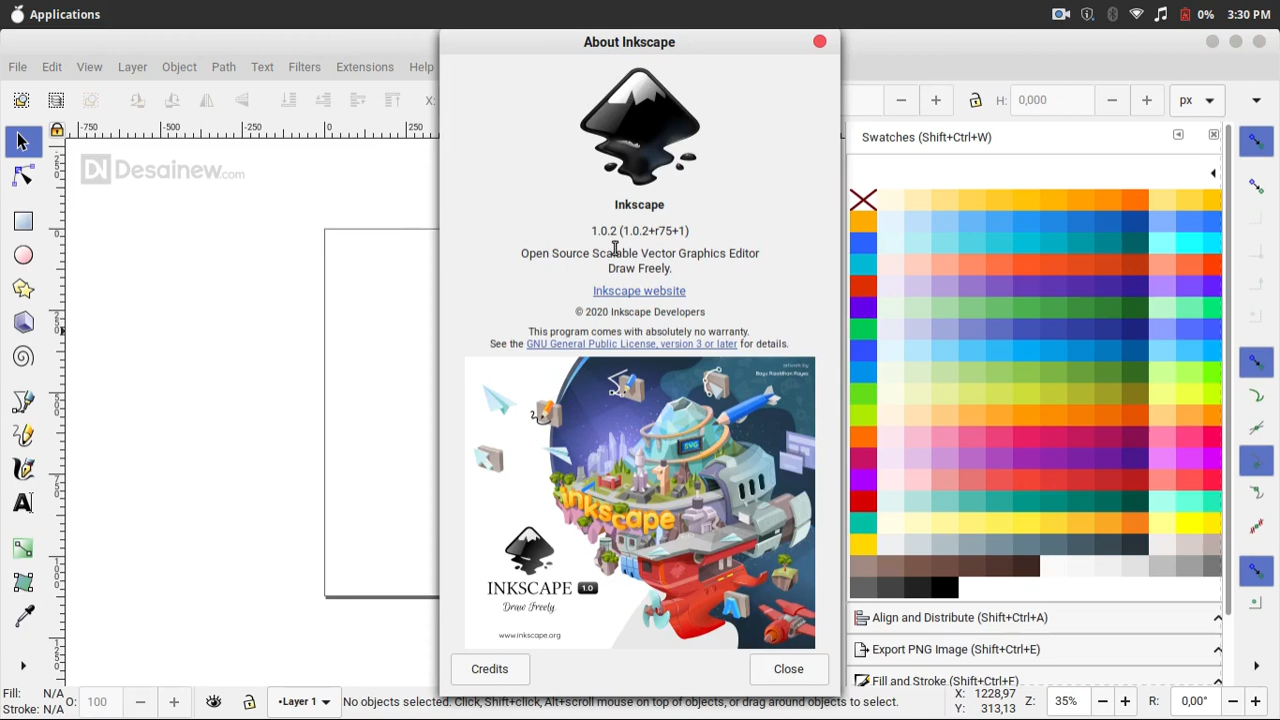 Applications
0%
3:30 PM
About Inkscape
File Edit View Layer Object Path Text Filters Extensions Help
X:
H: 0,000
px
-750 -500 -250 0 250
DN Desainew.com
Swatches (Shift+Ctrl+W)
Inkscape
1.0.2 (1.0.2+r75+1)
Open Source Scalable Vector Graphics Editor
Draw Freely.
Inkscape website
© 2020 Inkscape Developers
This program comes with absolutely no warranty.
See the GNU General Public License, version 3 or later for details.
artwork by
SVG
Inkscape
INKSCAPE 1.0
Draw Freely.
www.inkscape.org
Align and Distribute (Shift+Ctrl+A)
Export PNG Image (Shift+Ctrl+E)
Fill and Stroke (Shift+Ctrl+F)
Credits
Close
Fill: N/A
Stroke: N/A
O: 100
•Layer 1
No objects selected. Click, Shift+click, Alt+scroll mouse on top of objects, or drag around objects to select.
X: 1228,97
Y: 313,13
Z: 35%
R: 0,00°